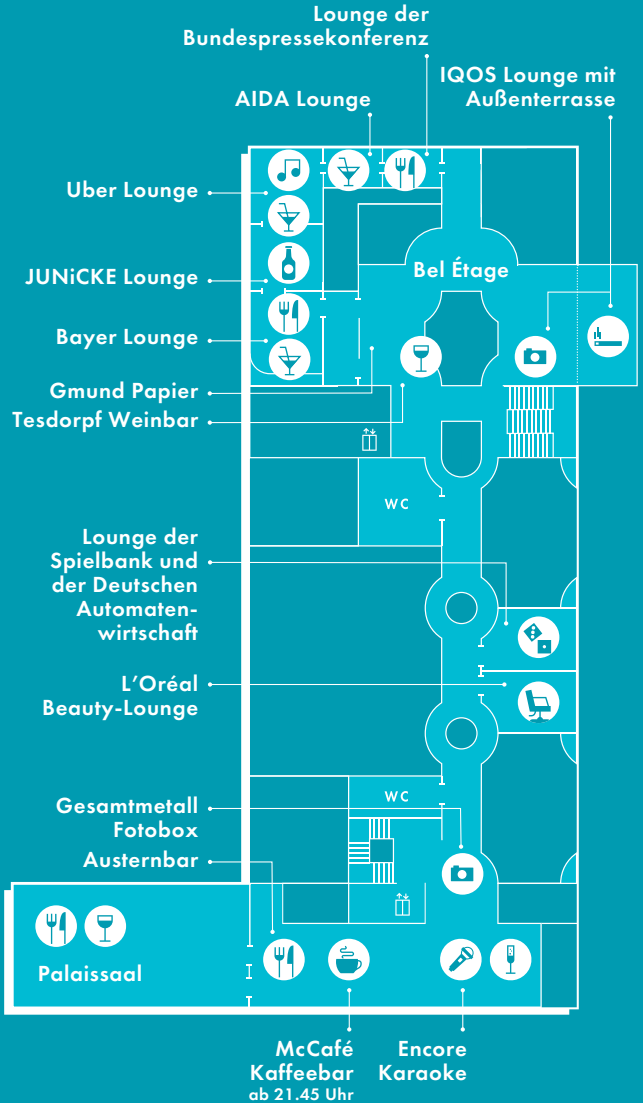 Lounge der
Bundespressekonferenz
IQOS Lounge mit
Außenterrasse
AIDA Lounge
Uber Lounge
JUNiCKE Lounge
Bel Étage
Bayer Lounge
Gmund Papier
Tesdorpf Weinbar
WC
Lounge der
Spielbank und
der Deutschen
Automaten-
wirtschaft
L’Oréal
Beauty-Lounge
WC
Gesamtmetall
Fotobox
Austernbar
Palaissaal
McCafé
Kaffeebar
ab 21.45 Uhr
Encore
Karaoke